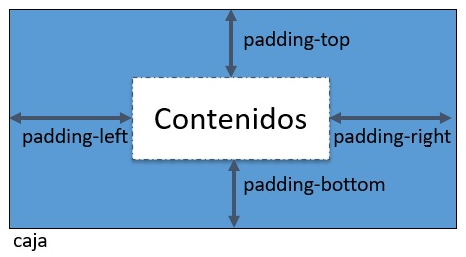 padding-top
Contenidos
padding-left
padding-right
padding-bottom
caja